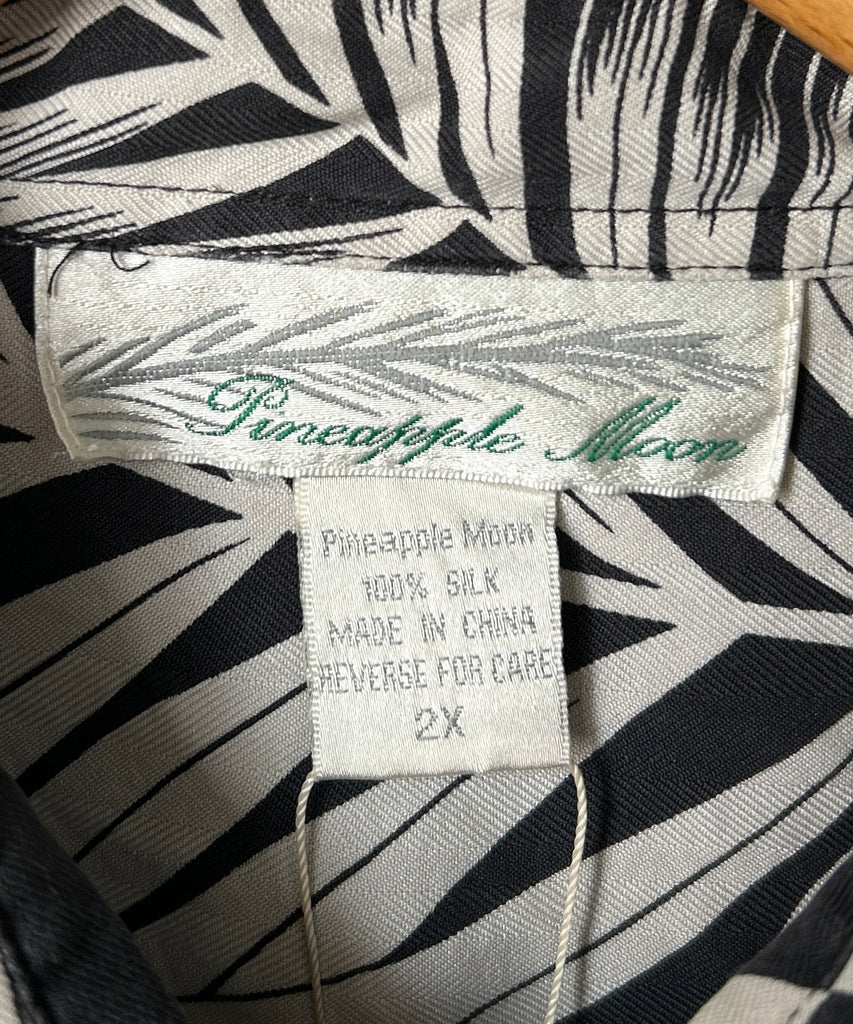 Pineapple Moon
Pineapple Moon
100% SILK
MADE IN CHINA
REVERSE FOR CARE
2X